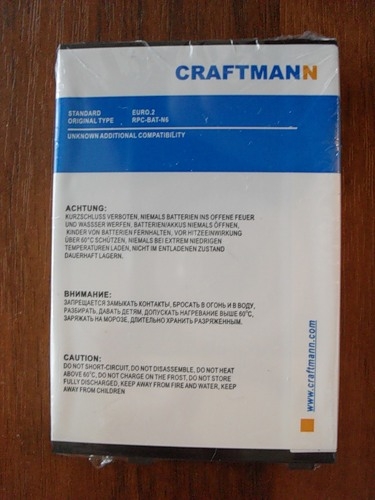 CRAFTMANN
STANDARD EURO.2
ORIGINAL TYPE RPC-BAT-N6
UNKNOWN ADDITIONAL COMPATIBILITY
ACHTUNG:
KURZSCHLUSS VERBOTEN, NIEMALS BATTERIEN INS OFFENE FEUER
UND WASSSER WERFEN, BATTERIEN/AKKUS NIEMALS ÖFFNEN,
KINDER VON BATTERIEN FERNHALTEN, VOR HITZEEINWIRKUNG
ÜBER 60°C SCHÜTZEN, NIEMALS BEI EXTREM NIEDRIGEN
TEMPERATUREN LADEN, NICHT IM ENTLADENEN ZUSTAND
DAUERHAFT LAGERN.
ВНИМАНИЕ:
ЗАПРЕЩАЕТСЯ ЗАМЫКАТЬ КОНТАКТЫ, БРОСАТЬ В ОГОНЬ И В ВОДУ,
РАЗБИРАТЬ, ДАВАТЬ ДЕТЯМ, ДОПУСКАТЬ НАГРЕВАНИЕ ВЫШЕ 60°C,
ЗАРЯЖАТЬ НА МОРОЗЕ, ДЛИТЕЛЬНО ХРАНИТЬ РАЗРЯЖЕННЫМ.
CAUTION:
DO NOT SHORT-CIRCUIT, DO NOT DISASSEMBLE, DO NOT HEAT
ABOVE 60°C, DO NOT CHARGE ON THE FROST, DO NOT STORE
FULLY DISCHARGED, KEEP AWAY FROM FIRE AND WATER, KEEP
AWAY FROM CHILDREN
www.craftmann.com